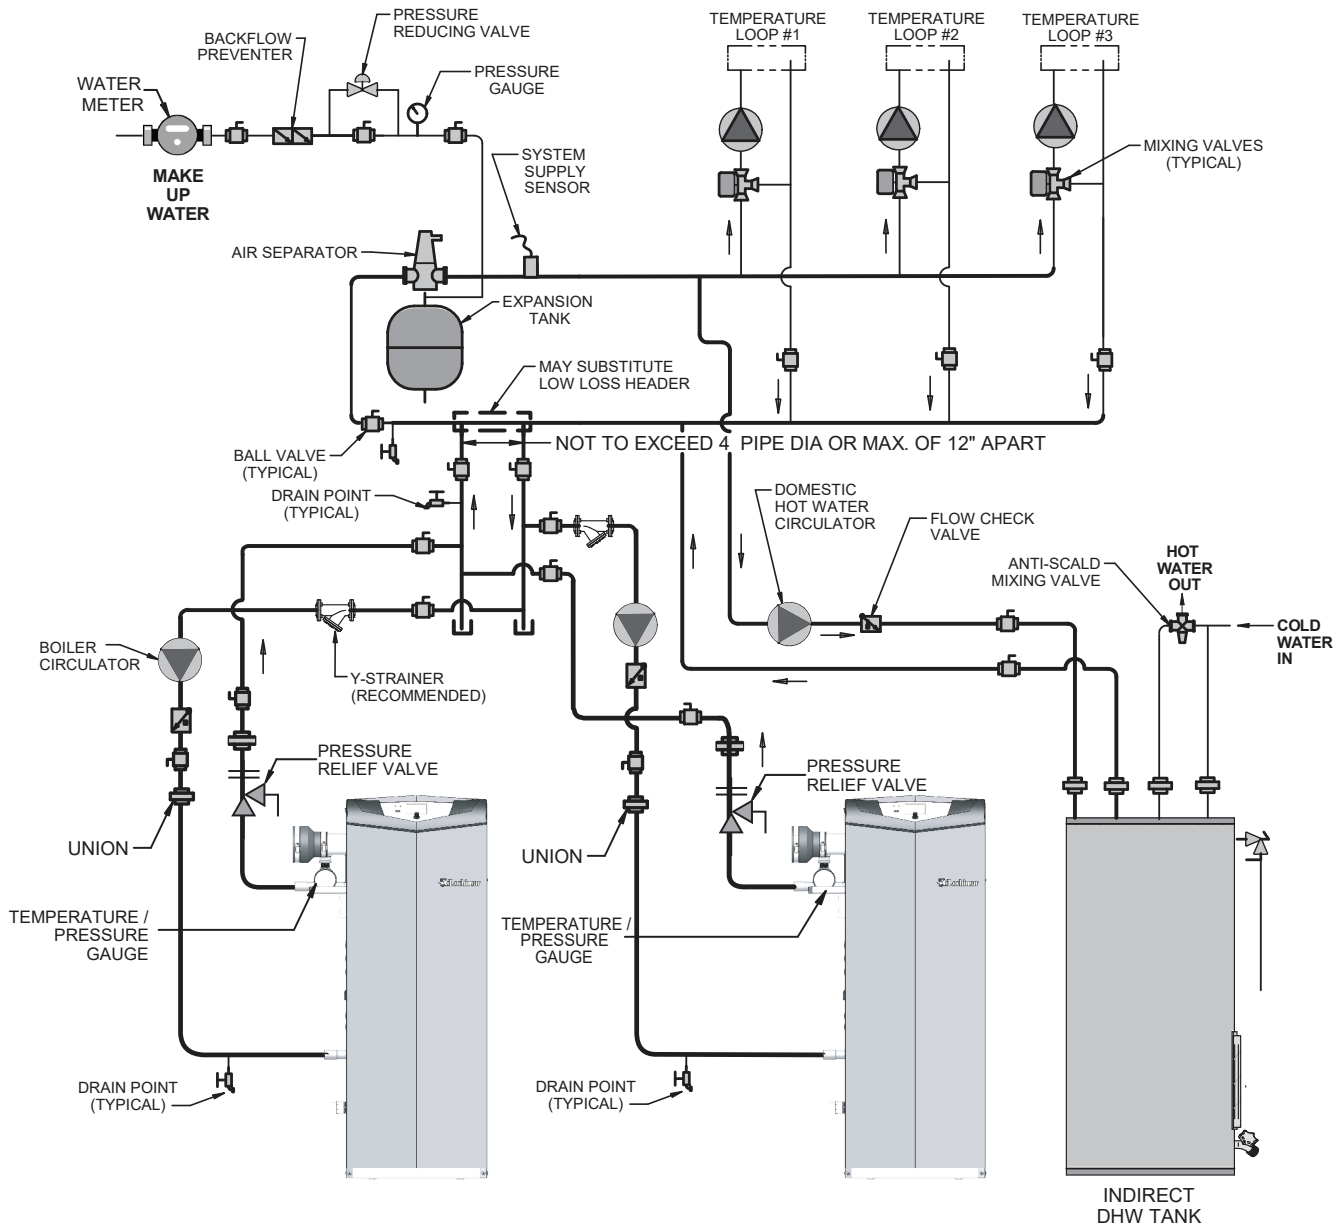 PRESSURE
REDUCING VALVE
BACKFLOW
PREVENTER
PRESSURE
GAUGE
WATER
METER
MAKE
UP
WATER
SYSTEM
SUPPLY
SENSOR
TEMPERATURE
LOOP #1
TEMPERATURE
LOOP #2
TEMPERATURE
LOOP #3
MIXING VALVES
(TYPICAL)
AIR SEPARATOR
EXPANSION
TANK
MAY SUBSTITUTE
LOW LOSS HEADER
NOT TO EXCEED 4 PIPE DIA OR MAX. OF 12" APART
BALL VALVE
(TYPICAL)
DRAIN POINT
(TYPICAL)
DOMESTIC
HOT WATER
CIRCULATOR
FLOW CHECK
VALVE
ANTI-SCALD
MIXING VALVE
HOT
WATER
OUT
COLD
WATER
IN
BOILER
CIRCULATOR
Y-STRAINER
(RECOMMENDED)
PRESSURE
RELIEF VALVE
PRESSURE
RELIEF VALVE
UNION
UNION
Lochinvar
Lochinvar
TEMPERATURE /
PRESSURE
GAUGE
TEMPERATURE /
PRESSURE
GAUGE
DRAIN POINT
(TYPICAL)
DRAIN POINT
(TYPICAL)
INDIRECT
DHW TANK